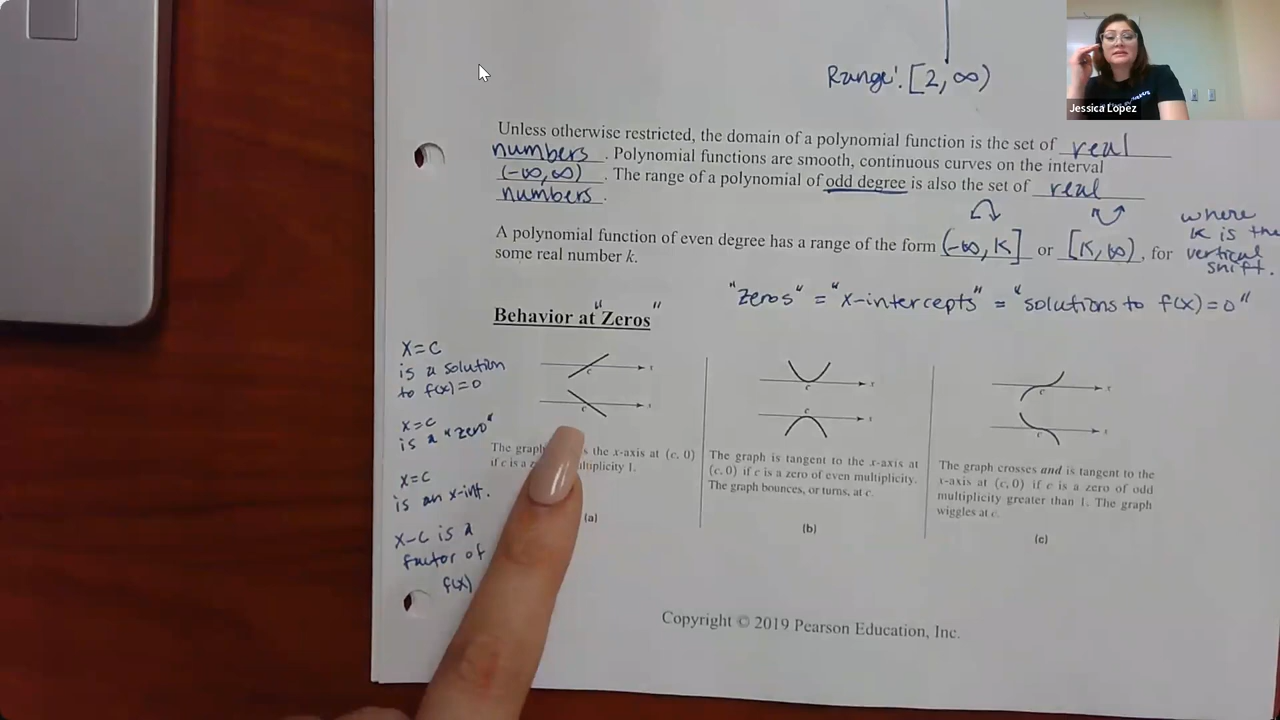 Range: [2, ∞)
Jessica Lopez
Unless otherwise restricted, the domain of a polynomial function is the set of real
numbers. Polynomial functions are smooth, continuous curves on the interval
(-∞, ∞). The range of a polynomial of odd degree is also the set of real
numbers.
A polynomial function of even degree has a range of the form (-∞, K] or [K, ∞), for
some real number k.
where
K is the
vertical
shift.
"zeros" = "x-intercepts" = "solutions to f(x)=0"
Behavior at "Zeros"
x=c
is a solution
to f(x)=0
x=c
is a "zero"
x=c
is an x-int.
x-c is a
factor of
f(x)
c x
c x
The graph the x-axis at (c, 0)
if c is a multiplicity 1.
(a)
c x
c x
The graph is tangent to the x-axis at
(c, 0) if c is a zero of even multiplicity.
The graph bounces, or turns, at c.
(b)
c x
c x
The graph crosses and is tangent to the
x-axis at (c, 0) if c is a zero of odd
multiplicity greater than 1. The graph
wiggles at c.
(c)
Copyright © 2019 Pearson Education, Inc.